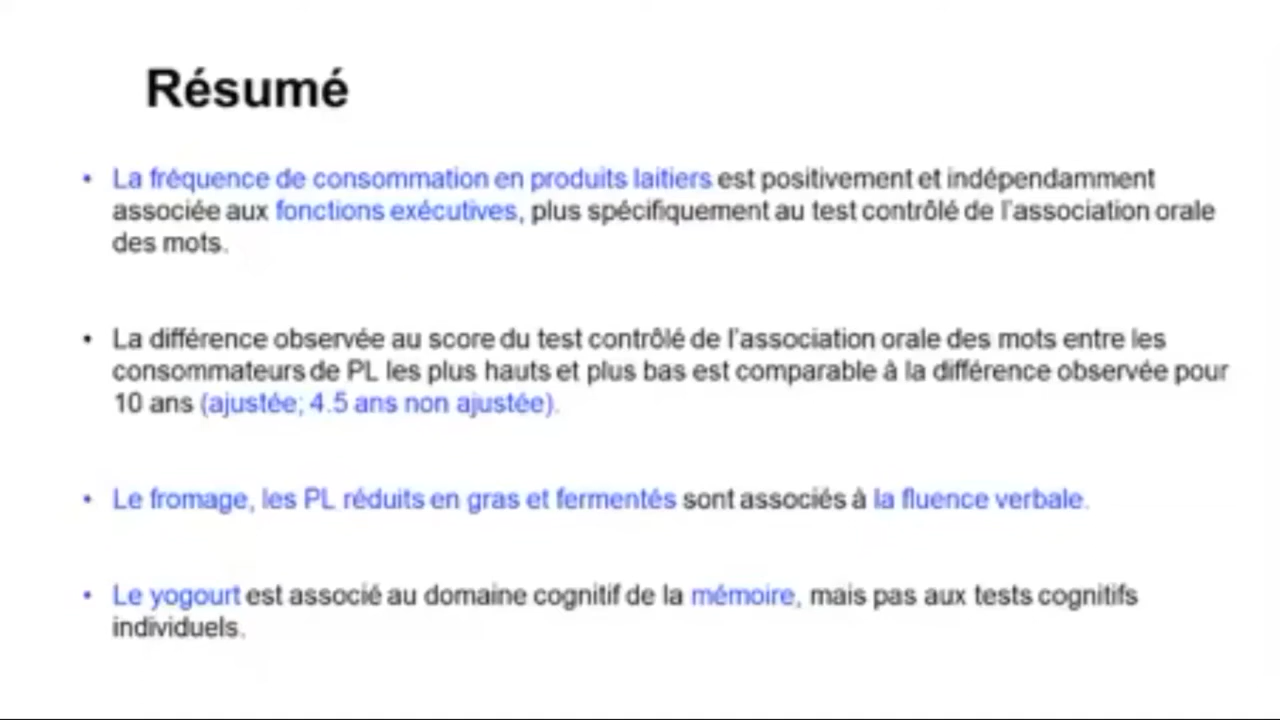 Résumé
• La fréquence de consommation en produits laitiers est positivement et indépendamment
associée aux fonctions exécutives, plus spécifiquement au test contrôlé de l'association orale
des mots.
• La différence observée au score du test contrôlé de l'association orale des mots entre les
consommateurs de PL les plus hauts et plus bas est comparable à la différence observée pour
10 ans (ajustée; 4.5 ans non ajustée).
• Le fromage, les PL réduits en gras et fermentés sont associés à la fluence verbale.
• Le yogourt est associé au domaine cognitif de la mémoire, mais pas aux tests cognitifs
individuels.